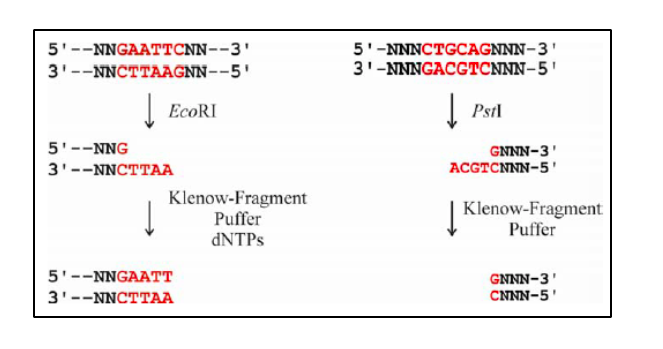 5'--NNGAATTCNN--3'
3'--NNCTTAAGNN--5'
EcoRI
5'--NNG
3'--NNCTTAA
Klenow-Fragment
Puffer
dNTPs
5'--NNGAATT
3'--NNCTTAA
5'-NNNCTGCAGNNN-3'
3'-NNNGACGTCNNN-5'
PstI
GNNN-3'
ACGTCNNN-5'
Klenow-Fragment
Puffer
GNNN-3'
CNNN-5'